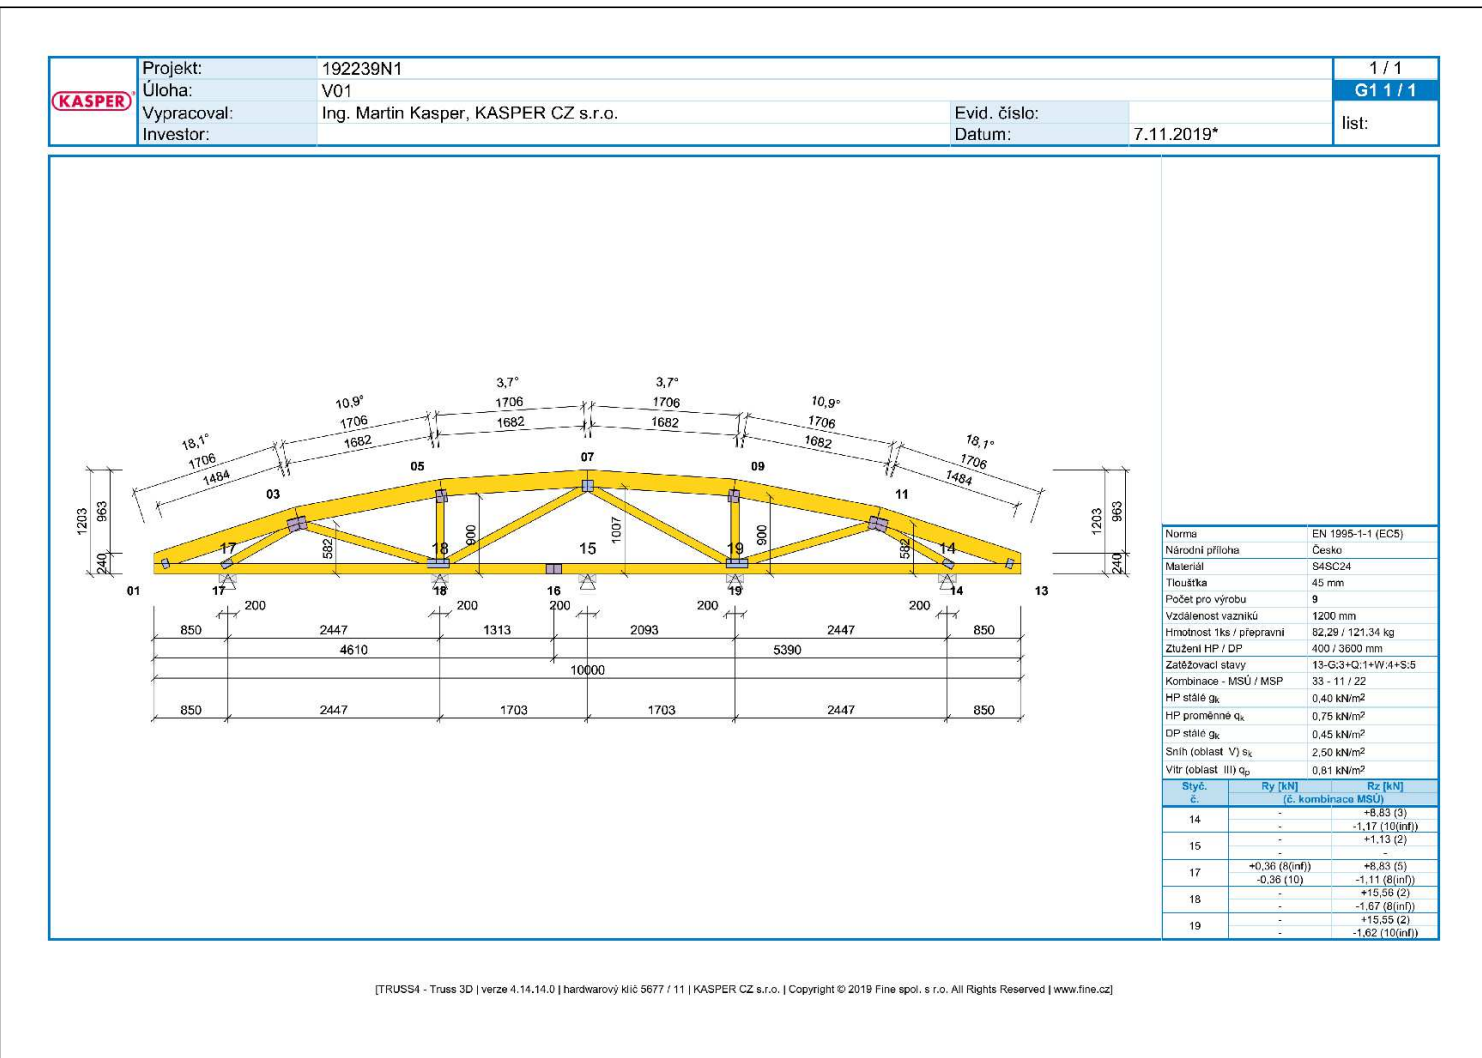 KASPER
Projekt: 192239N1 1 / 1
Úloha: V01 G1 1 / 1
Vypracoval: Ing. Martin Kasper, KASPER CZ s.r.o. Evid. číslo: list:
Investor: Datum: 7.11.2019*
3,7° 3,7°
10,9° 1706 1706 10,9°
1706 1682 1682 1706
18,1° 1682 1682 18,1°
1706 1706
1484 1484
07
05 09
03 11
1203 963 240 582 900 1007 900 582 1203 963 240
17 18 15 19 14
01 17 18 16 19 14 13
200 200 200 200 200
850 2447 1313 2093 2447 850
4610 5390
10000
850 2447 1703 1703 2447 850
Norma EN 1995-1-1 (EC5)
Národní příloha Česko
Materiál S4SC24
Tloušťka 45 mm
Počet pro výrobu 9
Vzdálenost vazníků 1200 mm
Hmotnost 1ks / přepravní 82,29 / 121,34 kg
Ztužení HP / DP 400 / 3600 mm
Zatěžovací stavy 13-G:3+Q:1+W:4+S:5
Kombinace - MSÚ / MSP 33 - 11 / 22
HP stálé gk 0,40 kN/m2
HP proměnné qk 0,75 kN/m2
DP stálé gk 0,45 kN/m2
Sníh (oblast V) sk 2,50 kN/m2
Vítr (oblast III) qp 0,81 kN/m2
Styč. Ry [kN] Rz [kN]
č. (č. kombinace MSÚ)
14 - +8,83 (3)
- -1,17 (10(inf))
15 - +1,13 (2)
- -
17 +0,36 (8(inf)) +8,83 (5)
-0,36 (10) -1,11 (8(inf))
18 - +15,56 (2)
- -1,67 (8(inf))
19 - +15,55 (2)
- -1,62 (10(inf))
[TRUSS4 - Truss 3D | verze 4.14.14.0 | hardwarový klíč 5677 / 11 | KASPER CZ s.r.o. | Copyright © 2019 Fine spol. s r.o. All Rights Reserved | www.fine.cz]